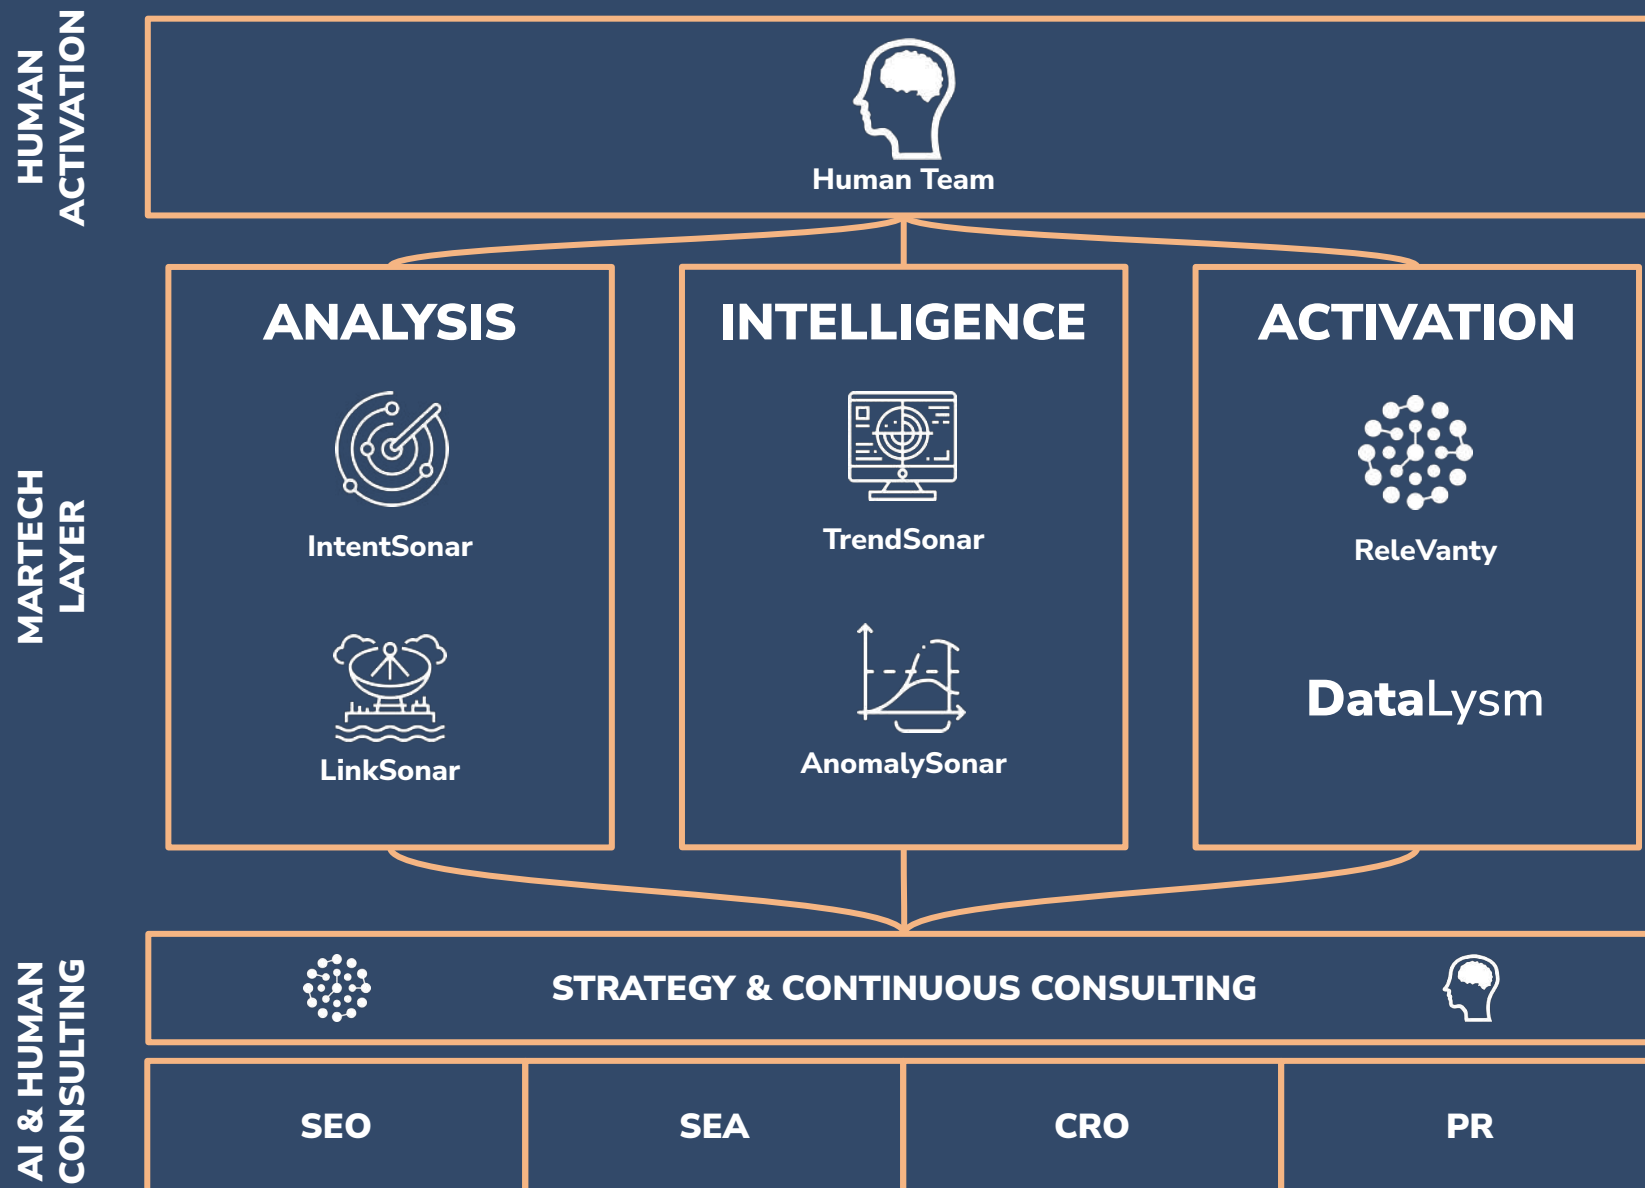 HUMAN
ACTIVATION
Human Team
MARTECH
LAYER
ANALYSIS
IntentSonar
LinkSonar
INTELLIGENCE
TrendSonar
AnomalySonar
ACTIVATION
ReleVanty
DataLysm
AI & HUMAN
CONSULTING
STRATEGY & CONTINUOUS CONSULTING
SEO
SEA
CRO
PR